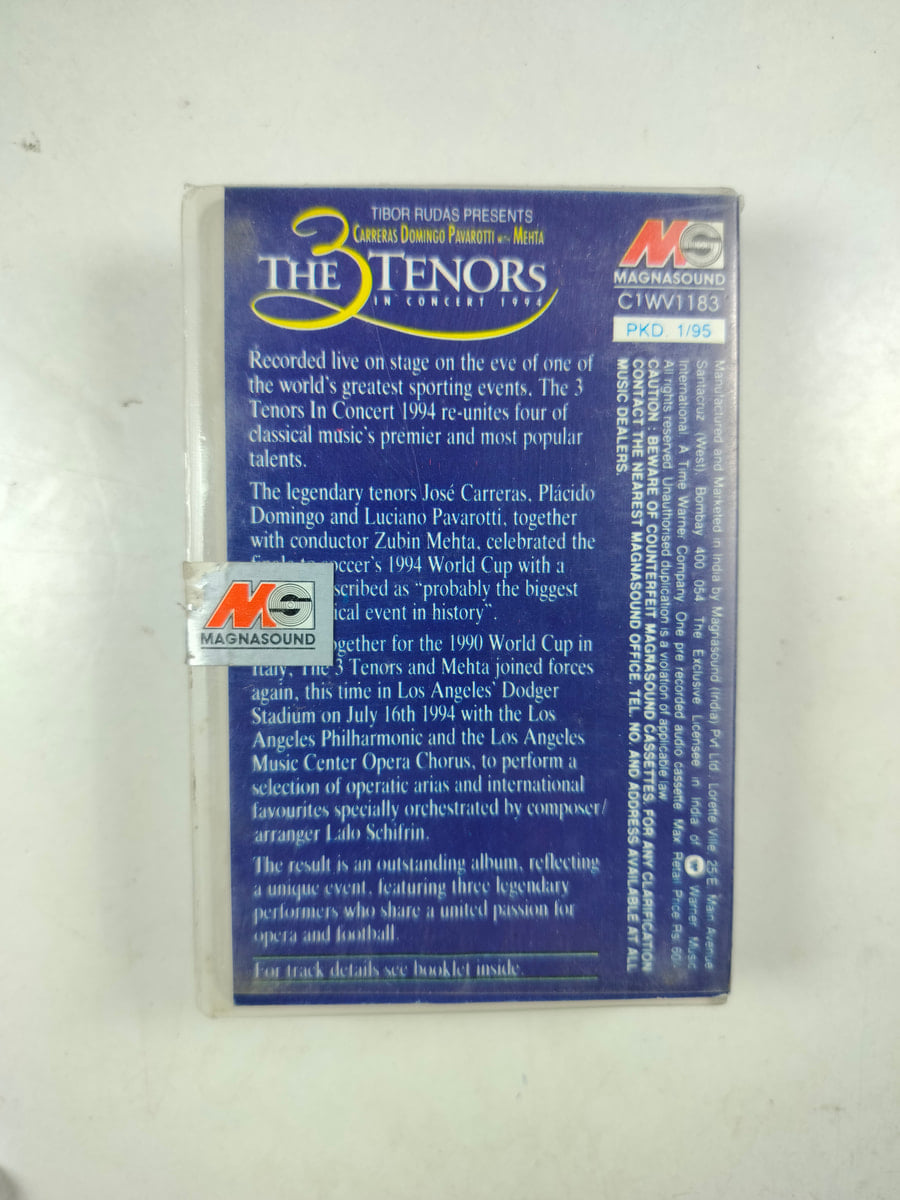 TIBOR RUDAS PRESENTS
CARRERAS DOMINGO PAVAROTTI WITH MEHTA
THE 3 TENORS
IN CONCERT 1994
Recorded live on stage on the eve of one of
the world's greatest sporting events, The 3
Tenors In Concert 1994 re-unites four of
classical music's premier and most popular
talents.
The legendary tenors José Carreras, Plácido
Domingo and Luciano Pavarotti, together
with conductor Zubin Mehta, celebrated the
soccer's 1994 World Cup with a
scribed as “probably the biggest
ical event in history”.
ogether for the 1990 World Cup in
Italy, The 3 Tenors and Mehta joined forces
again, this time in Los Angeles' Dodger
Stadium on July 16th 1994 with the Los
Angeles Philharmonic and the Los Angeles
Music Center Opera Chorus, to perform a
selection of operatic arias and international
favourites specially orchestrated by composer/
arranger Lalo Schifrin.
The result is an outstanding album, reflecting
a unique event, featuring three legendary
performers who share a united passion for
opera and football.
For track details see booklet inside.
MAGNASOUND
MAGNASOUND
C1WV1183
PKD. 1/95
Manufactured and Marketed in India by Magnasound (India) Pvt Ltd., Lorette Ville, 25E, Main Avenue
Santacruz (West), Bombay 400 054 The Exclusive Licensee in India of Warner Music
International. A Time Warner Company One pre recorded audio cassette Max Retail Price Rs. 60/-
All rights reserved Unauthorised duplication is a violation of applicable law
CAUTION : BEWARE OF COUNTERFEIT MAGNASOUND CASSETTES. FOR ANY CLARIFICATION
CONTACT THE NEAREST MAGNASOUND OFFICE. TEL. NO. AND ADDRESS AVAILABLE AT ALL
MUSIC DEALERS.